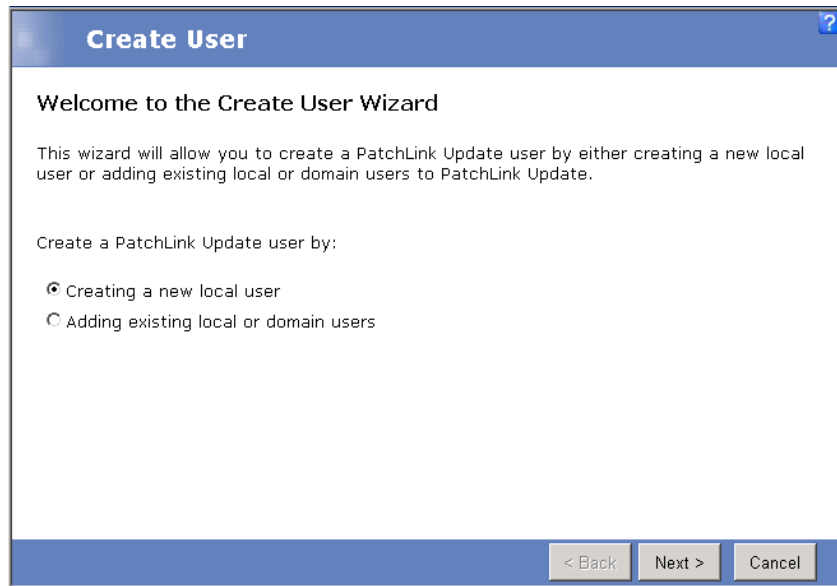 ?
Create User
Welcome to the Create User Wizard
This wizard will allow you to create a PatchLink Update user by either creating a new local
user or adding existing local or domain users to PatchLink Update.
Create a PatchLink Update user by:
Creating a new local user
Adding existing local or domain users
< Back Next > Cancel